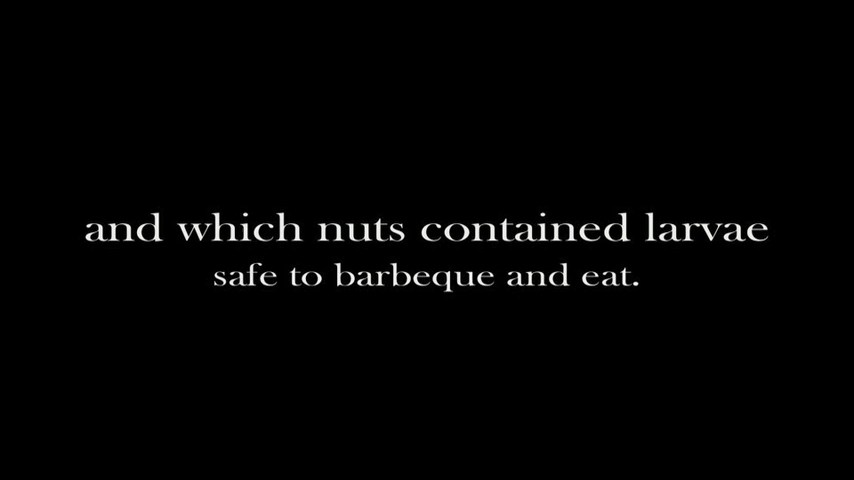 and which nuts contained larvae
safe to barbeque and eat.